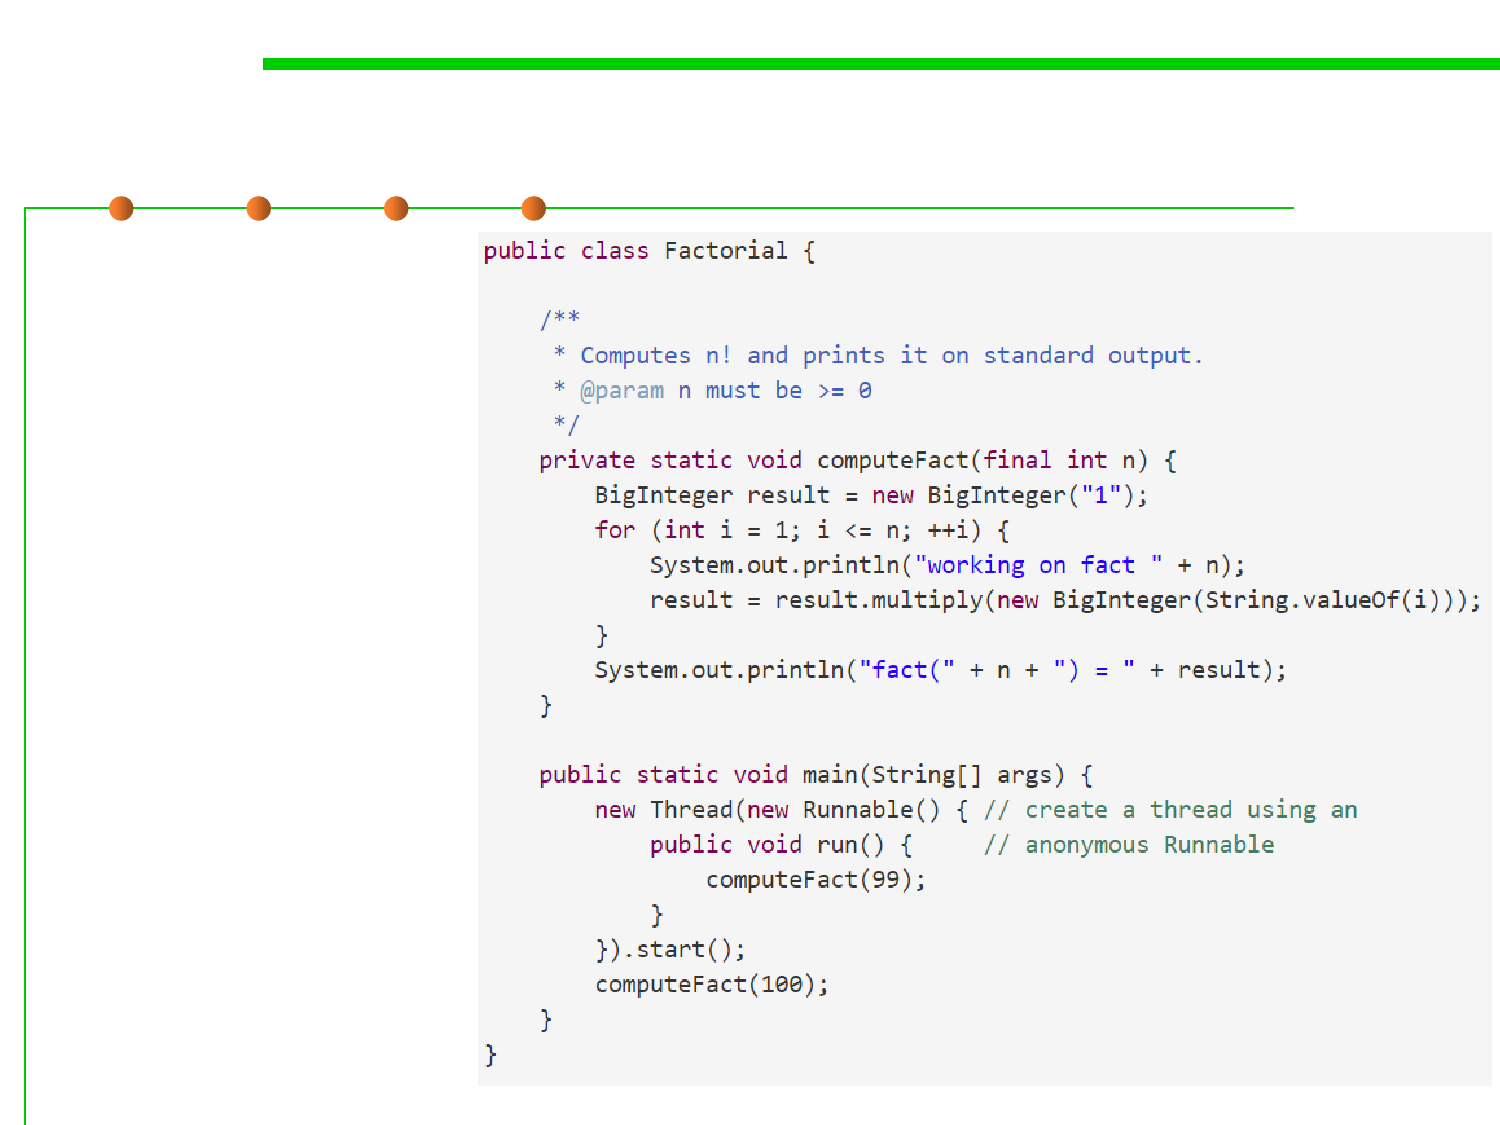 public class Factorial {
/**
* Computes n! and prints it on standard output.
* @param n must be >= 0
*/
private static void computeFact(final int n) {
BigInteger result = new BigInteger("1");
for (int i = 1; i <= n; ++i) {
System.out.println("working on fact " + n);
result = result.multiply(new BigInteger(String.valueOf(i)));
}
System.out.println("fact(" + n + ") = " + result);
}
public static void main(String[] args) {
new Thread(new Runnable() { // create a thread using an
public void run() {     // anonymous Runnable
computeFact(99);
}
}).start();
computeFact(100);
}
}